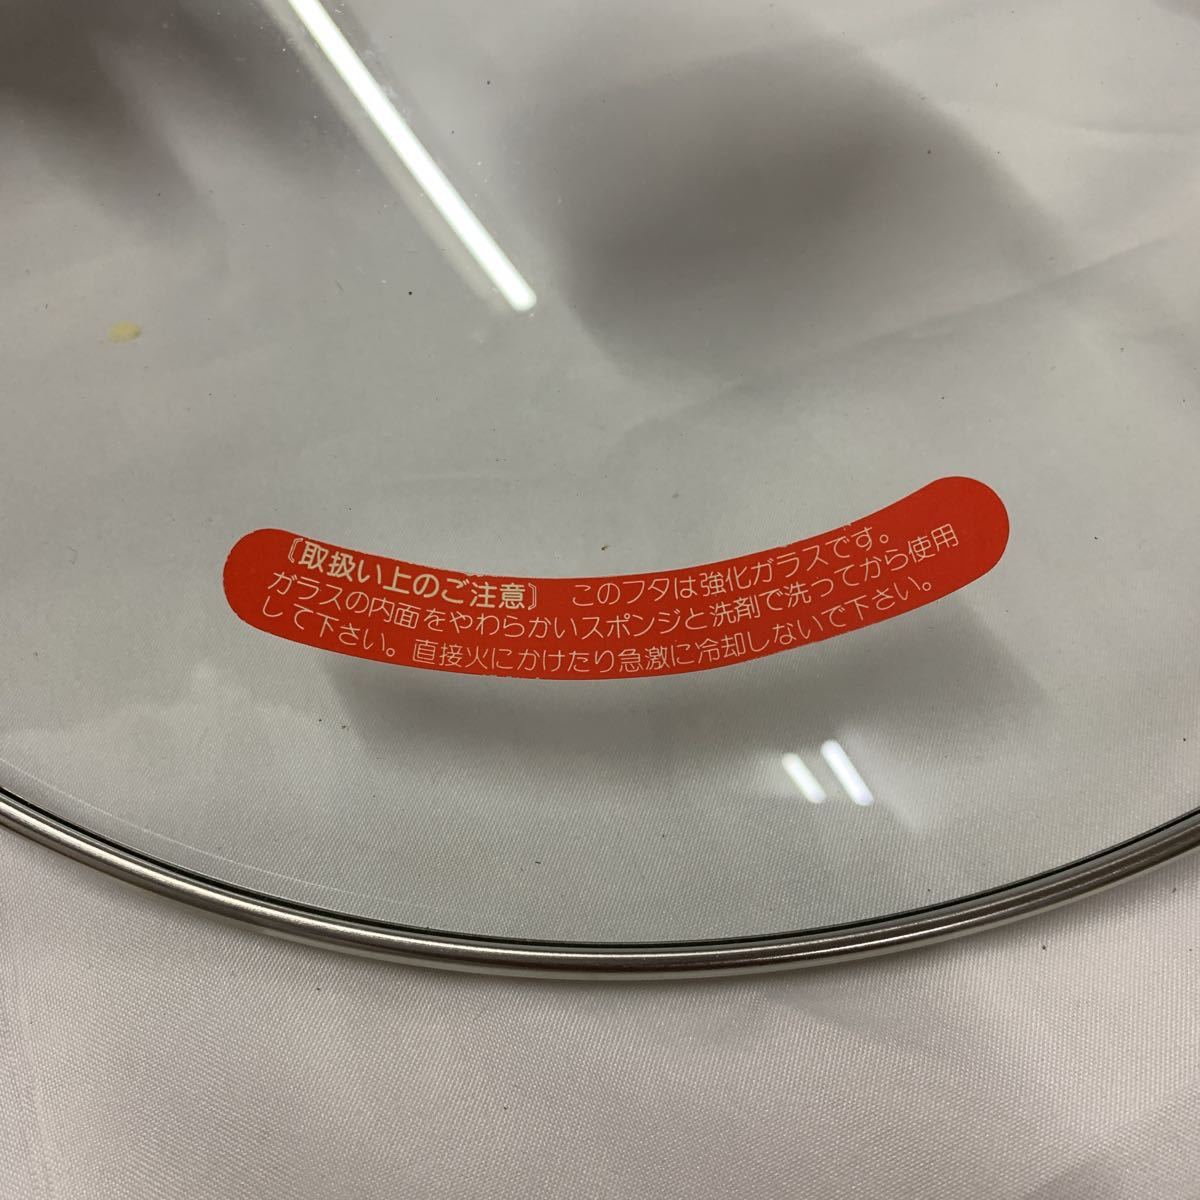 〔取扱い上のご注意〕 このフタは強化ガラスです。
ガラスの内面をやわらかいスポンジと洗剤で洗ってから使用
して下さい。直接火にかけたり急激に冷却しないで下さい。